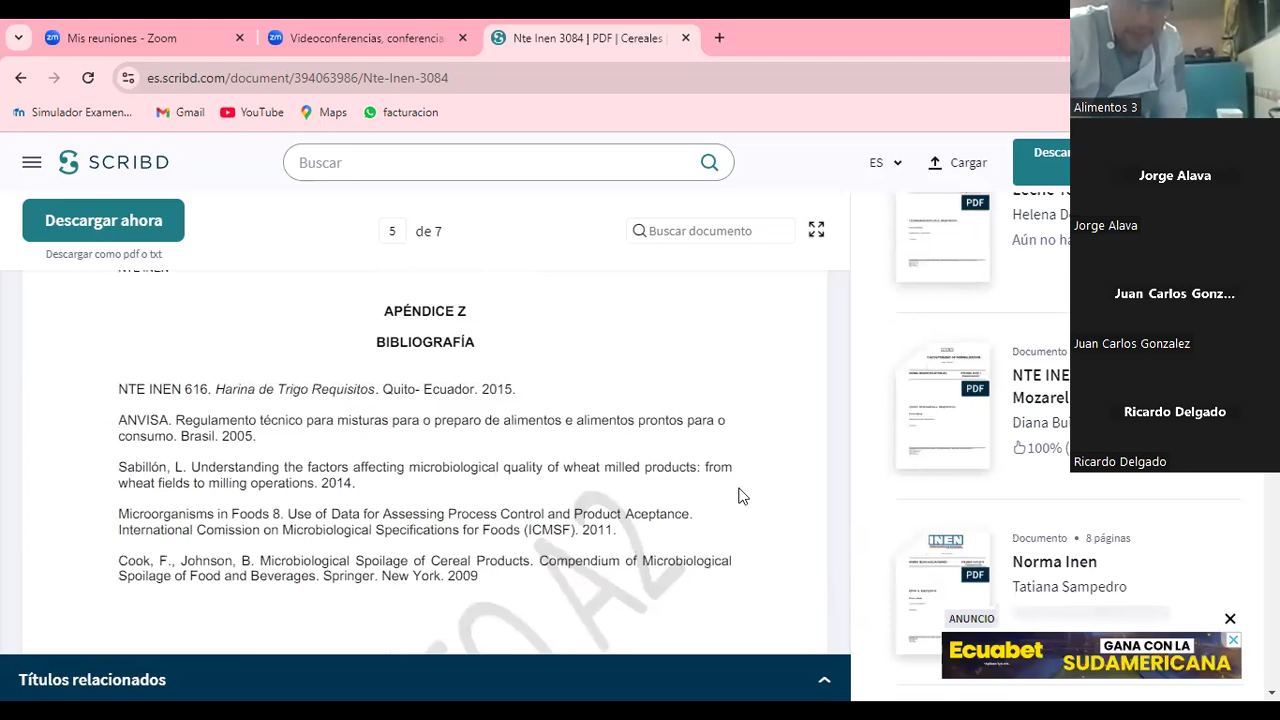 Mis reuniones - Zoom
Videoconferencias, conferencia
Nte Inen 3084 | PDF | Cereales
es.scribd.com/document/394063986/Nte-Inen-3084
Simulador Examen...
Gmail
YouTube
Maps
facturacion
SCRIBD
Buscar
ES
Cargar
Descar
Descargar ahora
Descargar como pdf o txt
5 de 7
Buscar documento
NTE INEN
APÉNDICE Z
BIBLIOGRAFÍA
NTE INEN 616. Harina de trigo. Requisitos. Quito- Ecuador. 2015.
ANVISA. Regulamento técnico para misturas para o preparo de alimentos e alimentos prontos para o
consumo. Brasil. 2005.
Sabillón, L. Understanding the factors affecting microbiological quality of wheat milled products: from
wheat fields to milling operations. 2014.
Microorganisms in Foods 8. Use of Data for Assessing Process Control and Product Aceptance.
International Comission on Microbiological Specifications for Foods (ICMSF). 2011.
Cook, F., Johnson, B. Microbiological Spoilage of Cereal Products. Compendium of Microbiological
Spoilage of Food and Beverages. Springer. New York. 2009
Títulos relacionados
PDF
Helena D
Aún no ha
PDF
Documento
NTE INE
Mozarel
Diana Bu
100% (
INEN
PDF
Documento • 8 páginas
Norma Inen
Tatiana Sampedro
ANUNCIO
Ecuabet
GANA CON LA
SUDAMERICANA
Alimentos 3
Jorge Alava
Jorge Alava
Juan Carlos Gonz...
Juan Carlos Gonzalez
Ricardo Delgado
Ricardo Delgado